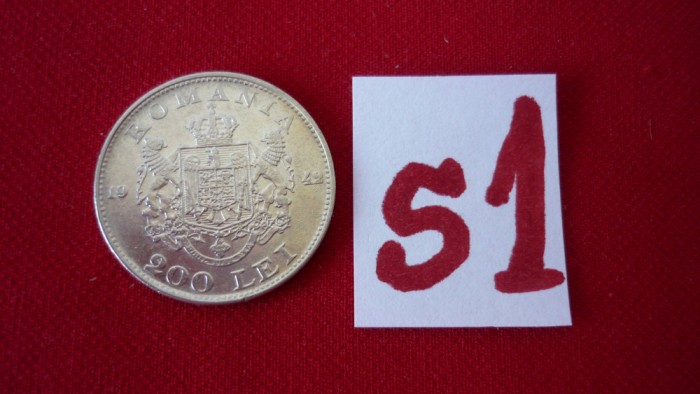 ROMANIA
19 42
200 LEI
S1